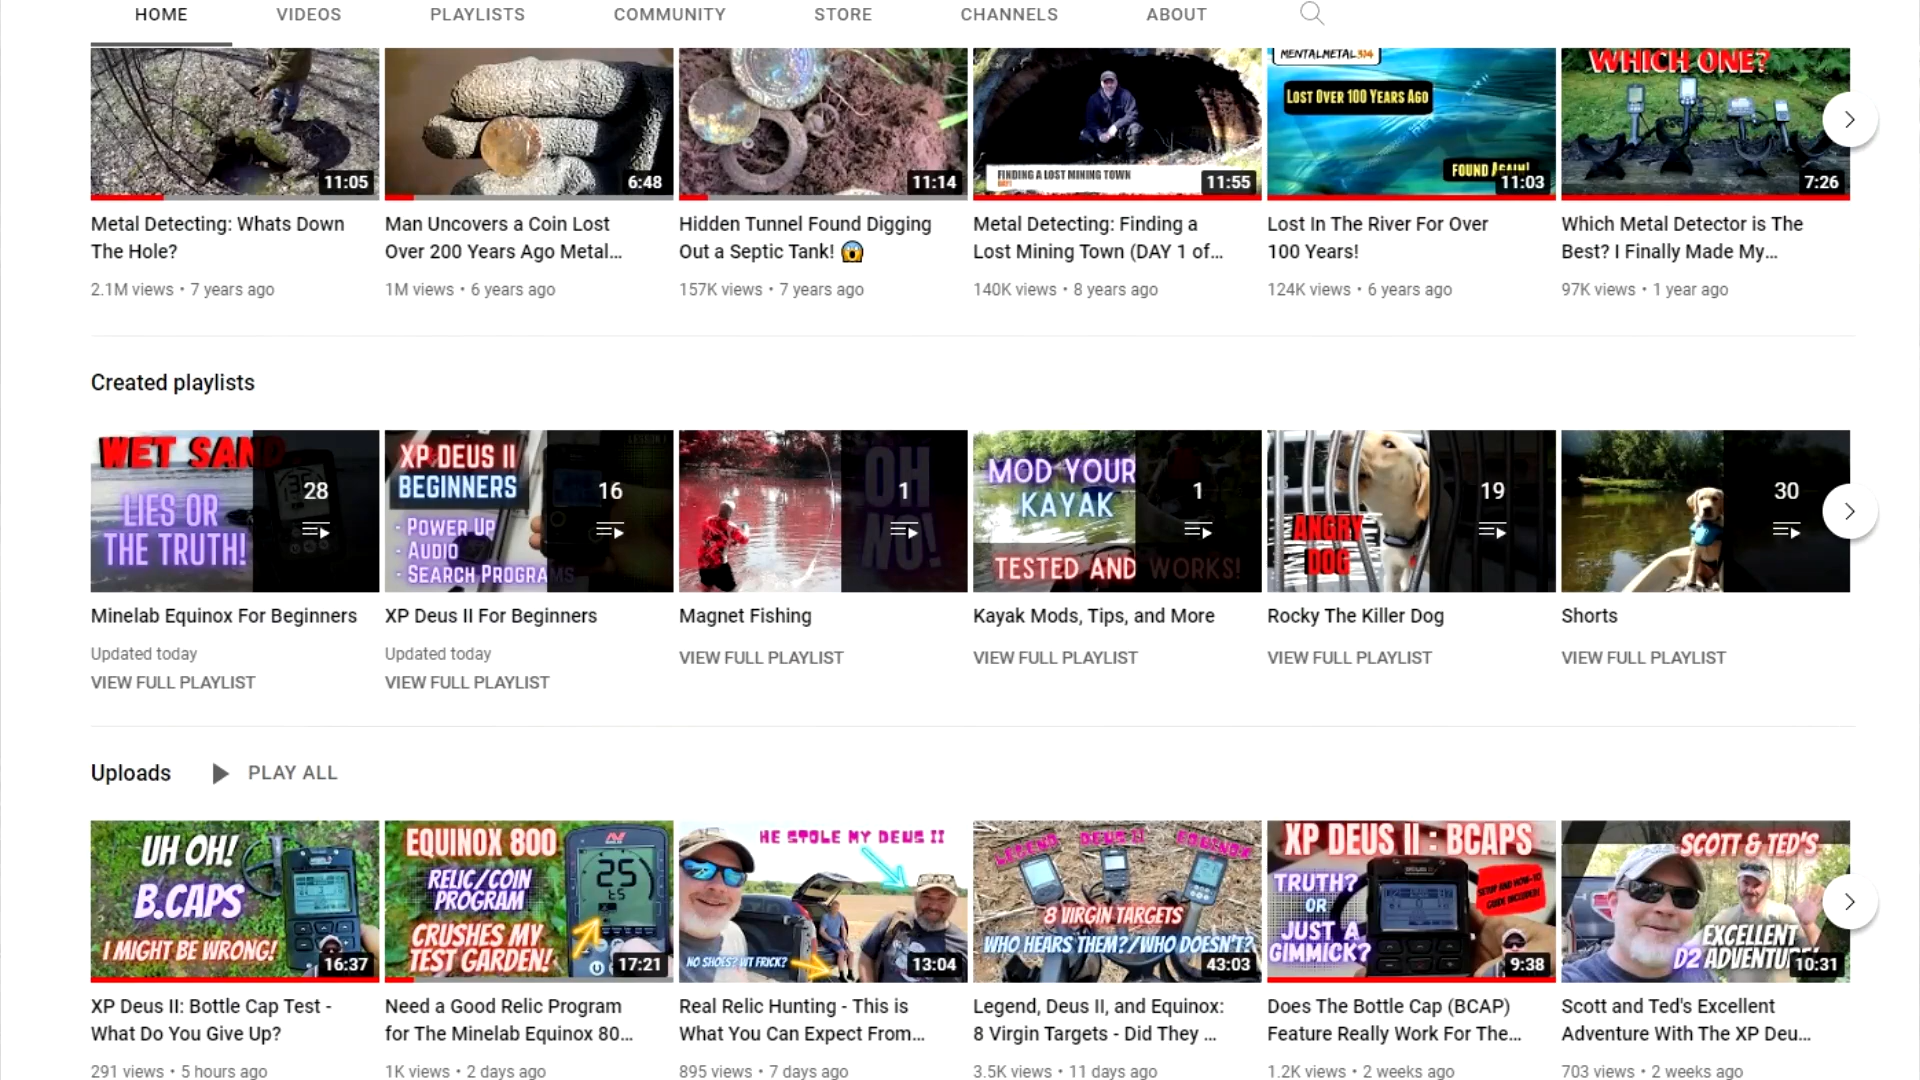 HOME VIDEOS PLAYLISTS COMMUNITY STORE CHANNELS ABOUT
11:05
6:48
11:14
FINDING A LOST MINING TOWN
11:55
MENTALMETAL314
LOST OVER 100 YEARS AGO
FOUND AGAIN!
11:03
WHICH ONE?
7:26
Metal Detecting: Whats Down
The Hole?
2.1M views • 7 years ago
Man Uncovers a Coin Lost
Over 200 Years Ago Metal...
1M views • 6 years ago
Hidden Tunnel Found Digging
Out a Septic Tank! 😱
157K views • 7 years ago
Metal Detecting: Finding a
Lost Mining Town (DAY 1 of...
140K views • 8 years ago
Lost In The River For Over
100 Years!
124K views • 6 years ago
Which Metal Detector is The
Best? I Finally Made My...
97K views • 1 year ago
Created playlists
WET SAND
LIES OR
THE TRUTH!
28
XP DEUS II
BEGINNERS
- POWER UP
- AUDIO
- SEARCH PROGRAMS
16
OH
NO!
1
MOD YOUR
KAYAK
TESTED AND WORKS!
1
ANGRY
DOG
19
30
Minelab Equinox For Beginners
Updated today
VIEW FULL PLAYLIST
XP Deus II For Beginners
Updated today
VIEW FULL PLAYLIST
Magnet Fishing
VIEW FULL PLAYLIST
Kayak Mods, Tips, and More
VIEW FULL PLAYLIST
Rocky The Killer Dog
VIEW FULL PLAYLIST
Shorts
VIEW FULL PLAYLIST
Uploads PLAY ALL
UH OH!
B.CAPS
I MIGHT BE WRONG!
16:37
EQUINOX 800
RELIC/COIN
PROGRAM
CRUSHES MY
TEST GARDEN!
25
17:21
HE STOLE MY DEUS II
NO SHOES? WT FRICK?
13:04
LEGEND DEUS II EQUINOX
8 VIRGIN TARGETS
WHO HEARS THEM?/WHO DOESN'T?
43:03
XP DEUS II : BCAPS
TRUTH?
OR
JUST A
GIMMICK?
SETUP AND HOW-TO
GUIDE INCLUDED!
9:38
SCOTT & TED'S
EXCELLENT
D2 ADVENTU
10:31
XP Deus II: Bottle Cap Test -
What Do You Give Up?
291 views • 5 hours ago
Need a Good Relic Program
for The Minelab Equinox 80...
1K views • 2 days ago
Real Relic Hunting - This is
What You Can Expect From...
895 views • 7 days ago
Legend, Deus II, and Equinox:
8 Virgin Targets - Did They ...
3.5K views • 11 days ago
Does The Bottle Cap (BCAP)
Feature Really Work For The...
1.2K views • 2 weeks ago
Scott and Ted's Excellent
Adventure With The XP Deu...
703 views • 2 weeks ago